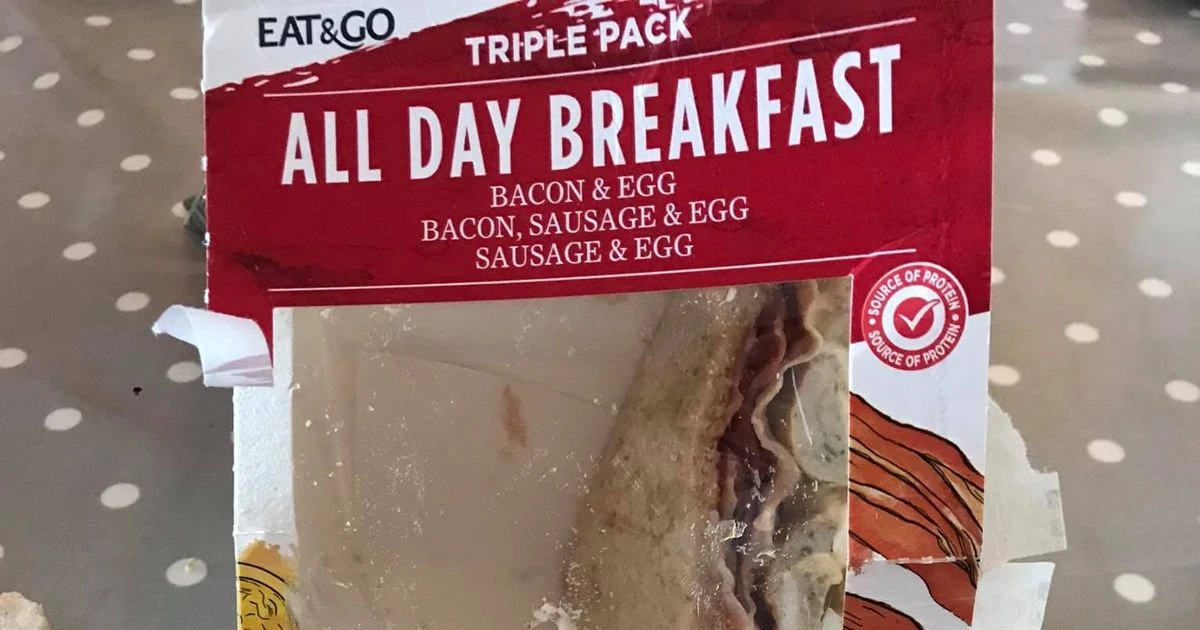 EAT&GO
TRIPLE PACK
ALL DAY BREAKFAST
BACON & EGG
BACON, SAUSAGE & EGG
SAUSAGE & EGG
SOURCE OF PROTEIN
SOURCE OF PROTEIN